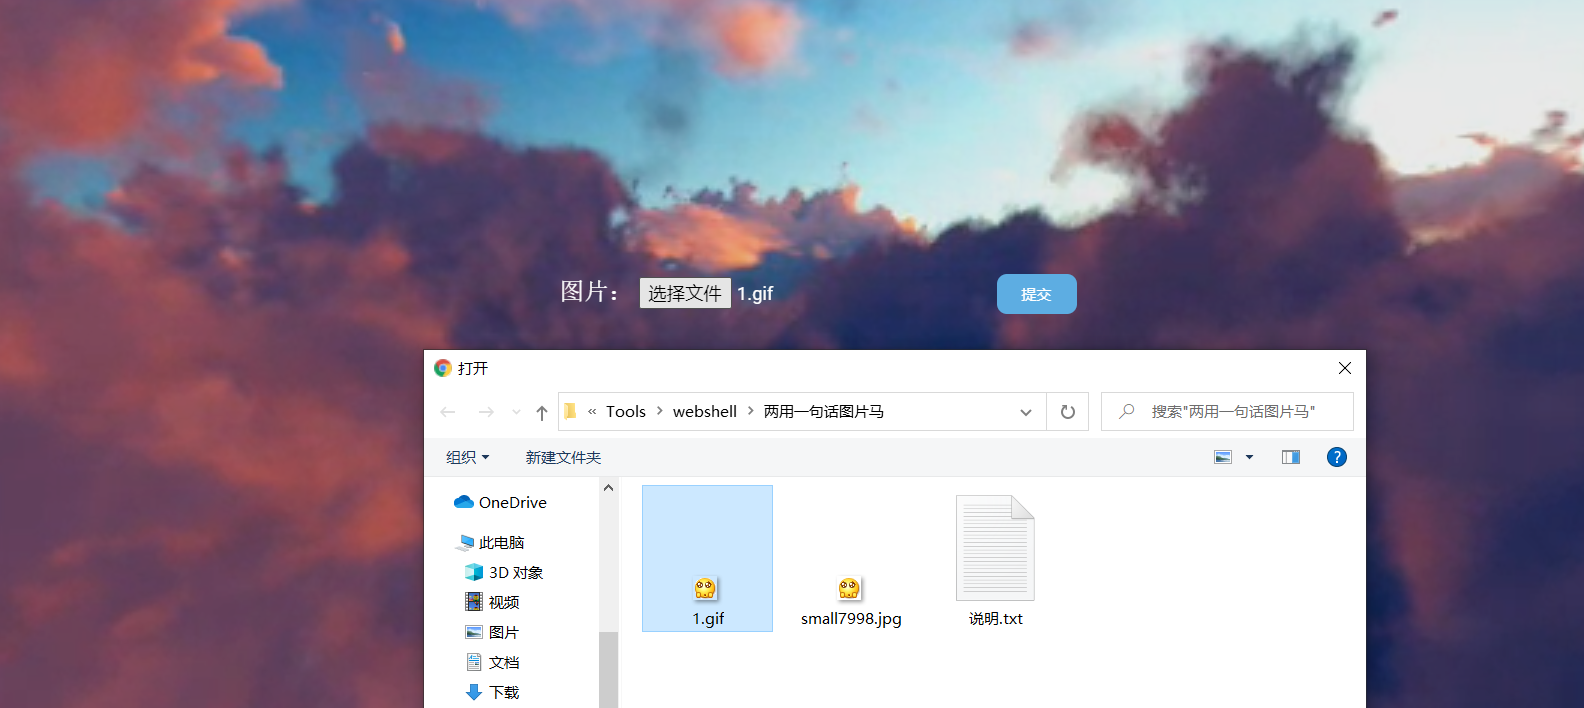 图片： 选择文件 1.gif 提交
打开
« Tools > webshell > 两用一句话图片马 搜索"两用一句话图片马"
组织 新建文件夹 ?
OneDrive
此电脑
3D 对象
视频
图片
文档
下载
1.gif small7998.jpg 说明.txt